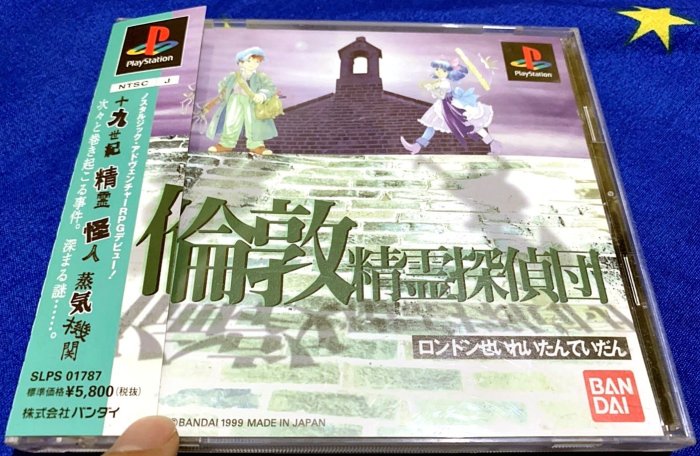 PlayStation
NTSC J
ノスタルジック・アドヴェンチャーRPGデビュー!
十九世紀 精霊 怪人 蒸気機関
次々と巻き起こる事件。深まる謎……。
SLPS 01787
標準価格¥5,800(税抜)
株式会社バンダイ
PlayStation
倫敦精霊探偵団
ロンドンせいれいたんていだん
BAN
DAI
©BANDAI 1999 MADE IN JAPAN